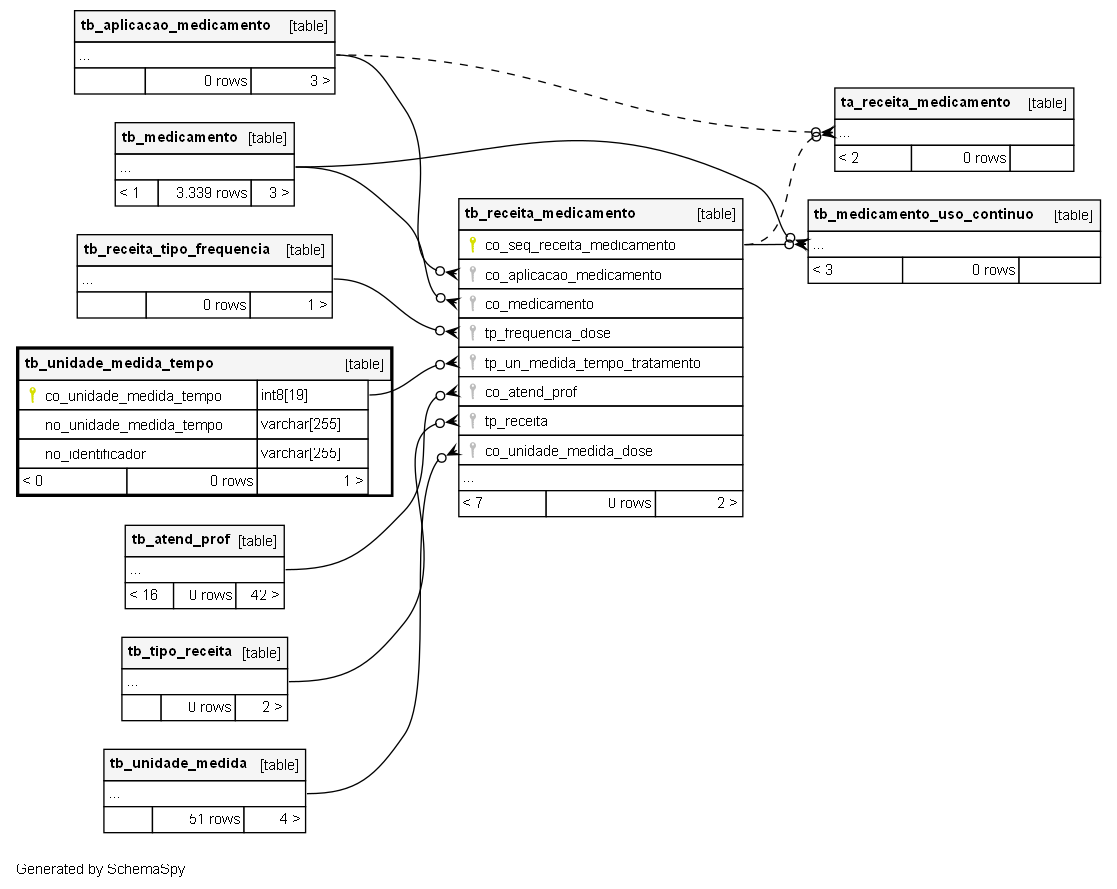 tb_aplicacao_medicamento [table]
...
0 rows 3 >
tb_medicamento [table]
...
< 1 3.339 rows 3 >
tb_receita_tipo_frequencia [table]
...
0 rows 1 >
tb_unidade_medida_tempo [table]
co_unidade_medida_tempo int8[19]
no_unidade_medida_tempo varchar[255]
no_identificador varchar[255]
< 0 0 rows 1 >
tb_atend_prof [table]
...
< 16 0 rows 42 >
tb_tipo_receita [table]
...
0 rows 2 >
tb_unidade_medida [table]
...
51 rows 4 >
tb_receita_medicamento [table]
co_seq_receita_medicamento
co_aplicacao_medicamento
co_medicamento
tp_frequencia_dose
tp_un_medida_tempo_tratamento
co_atend_prof
tp_receita
co_unidade_medida_dose
...
< 7 0 rows 2 >
ta_receita_medicamento [table]
...
< 2 0 rows
tb_medicamento_uso_continuo [table]
...
< 3 0 rows
Generated by SchemaSpy